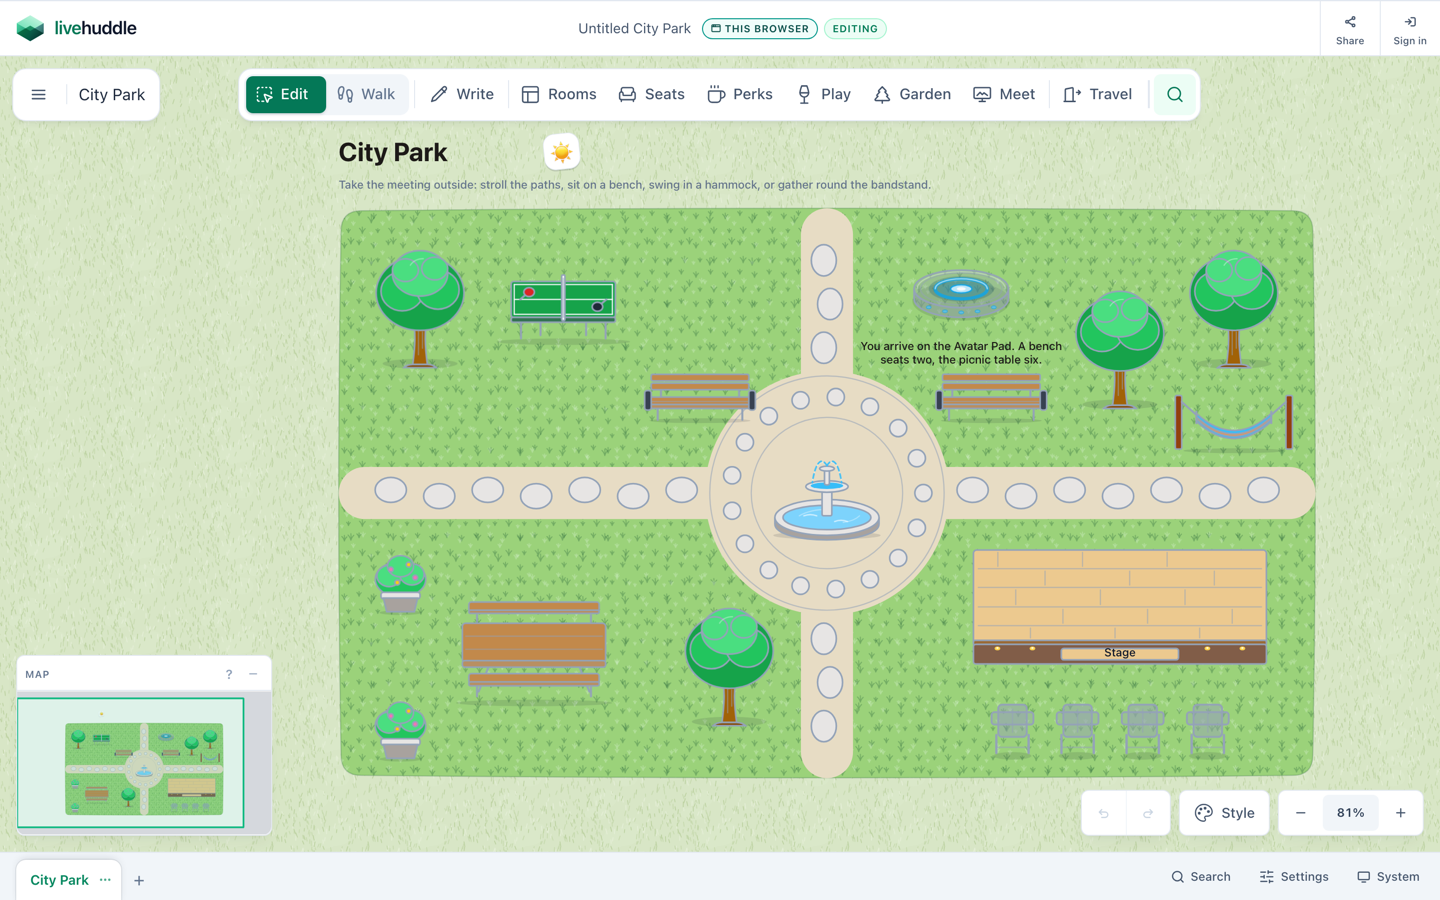 livehuddle
Untitled City Park
THIS BROWSER
EDITING
Share
Sign in
City Park
Edit
Walk
Write
Rooms
Seats
Perks
Play
Garden
Meet
Travel
City Park
Take the meeting outside: stroll the paths, sit on a bench, swing in a hammock, or gather round the bandstand.
You arrive on the Avatar Pad. A bench
seats two, the picnic table six.
Stage
MAP
?
Style
81%
City Park
Search
Settings
System